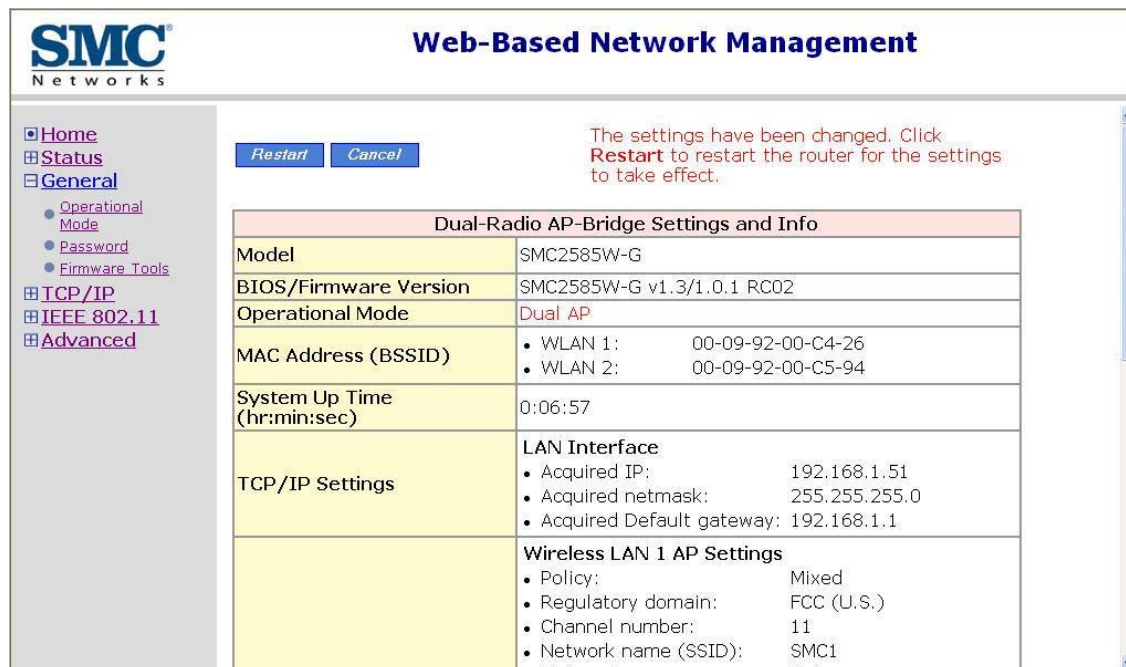 SMC®
Networks
Web-Based Network Management
Home
Status
General
Operational
Mode
Password
Firmware Tools
TCP/IP
IEEE 802.11
Advanced
Restart Cancel
The settings have been changed. Click
Restart to restart the router for the settings
to take effect.
Dual-Radio AP-Bridge Settings and Info
Model SMC2585W-G
BIOS/Firmware Version SMC2585W-G v1.3/1.0.1 RC02
Operational Mode Dual AP
MAC Address (BSSID)
• WLAN 1: 00-09-92-00-C4-26
• WLAN 2: 00-09-92-00-C5-94
System Up Time
(hr:min:sec)
0:06:57
TCP/IP Settings
LAN Interface
• Acquired IP: 192.168.1.51
• Acquired netmask: 255.255.255.0
• Acquired Default gateway: 192.168.1.1
Wireless LAN 1 AP Settings
• Policy: Mixed
• Regulatory domain: FCC (U.S.)
• Channel number: 11
• Network name (SSID): SMC1